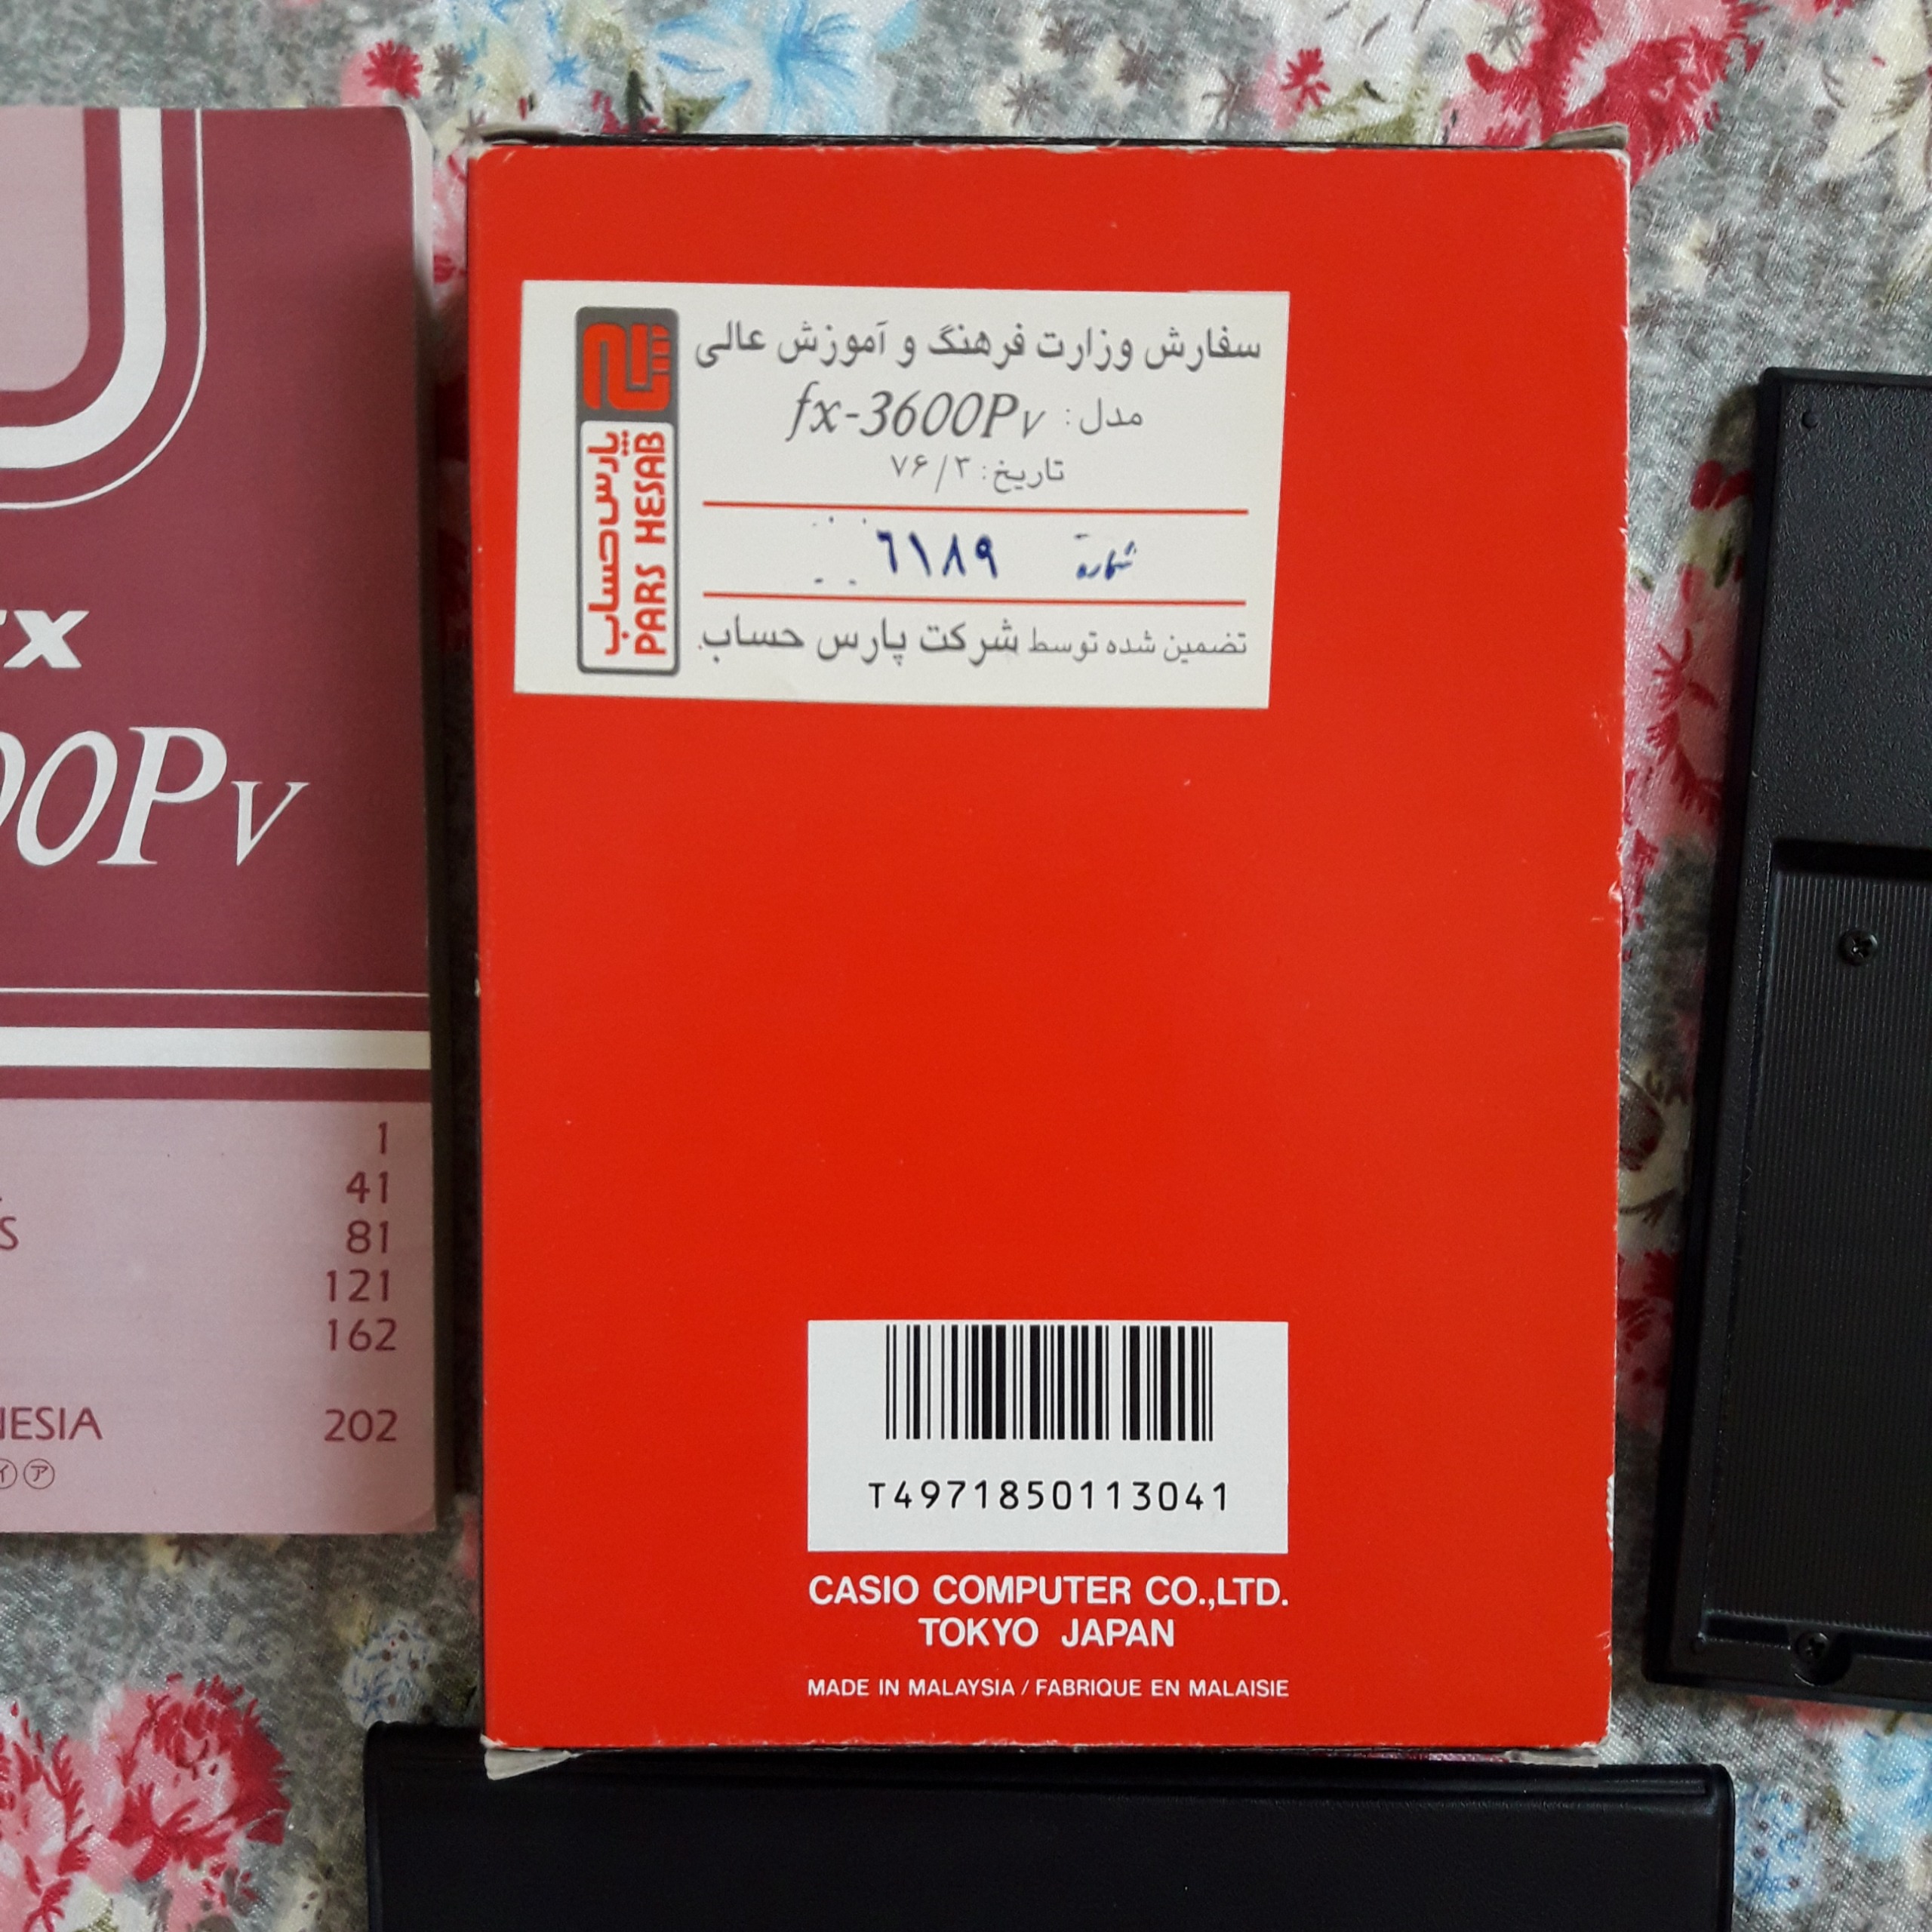 سفارش وزارت فرهنگ و آموزش عالی
مدل: fx-3600Pv
تاریخ: ۷۶/۳
شماره ۶۱۸۹
تضمین شده توسط شرکت پارس حساب.
پارس حساب
PARS HESAB
T4971850113041
CASIO COMPUTER CO.,LTD.
TOKYO JAPAN
MADE IN MALAYSIA / FABRIQUE EN MALAISIE
x
00Pv
1
41
S 81
121
162
NESIA 202
㋑㋐